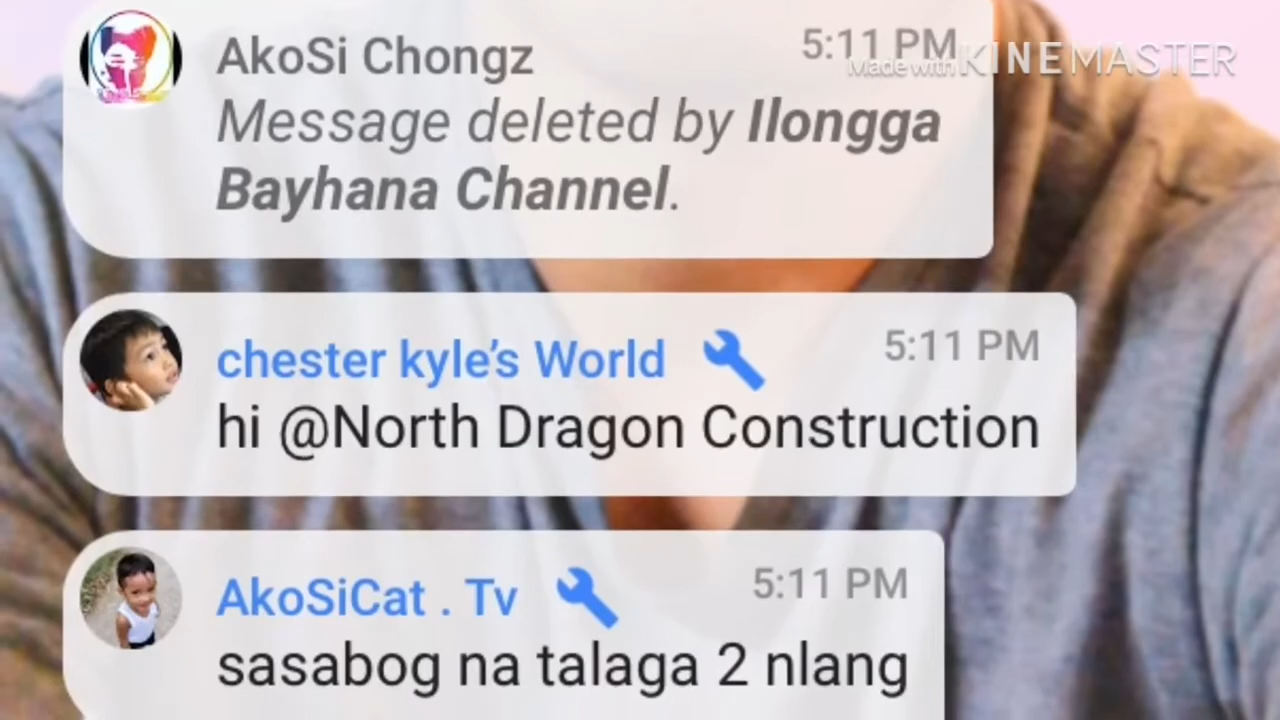 AkoSi Chongz 5:11 PM
Made with KINEMASTER
Message deleted by Ilongga
Bayhana Channel.
chester kyle’s World 5:11 PM
hi @North Dragon Construction
AkoSiCat . Tv 5:11 PM
sasabog na talaga 2 nlang